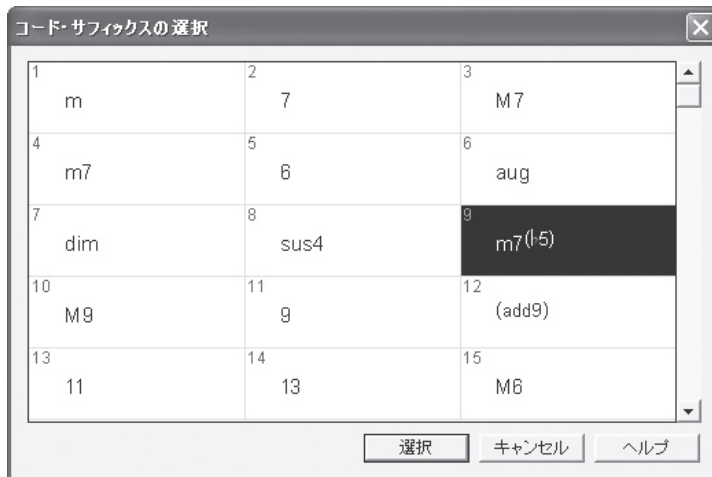 コード・サフィックスの選択
1 2 3
m 7 M7
4 5 6
m7 6 aug
7 8 9
dim sus4 m7(♭5)
10 11 12
M9 9 (add9)
13 14 15
11 13 M6
選択 キャンセル ヘルプ